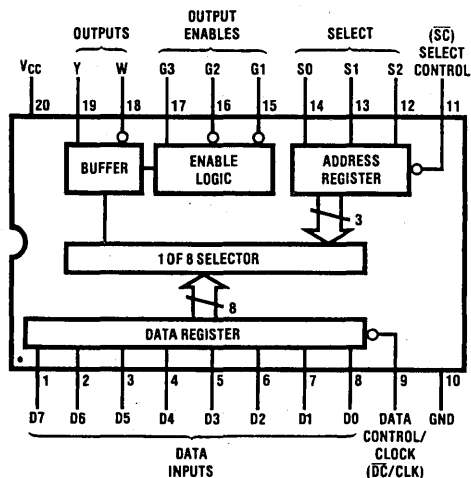 OUTPUT
OUTPUTS ENABLES SELECT (SC) SELECT CONTROL
VCC Y W G3 G2 G1 S0 S1 S2
20 19 18 17 16 15 14 13 12 11
BUFFER ENABLE LOGIC ADDRESS REGISTER
3
1 OF 8 SELECTOR
8
DATA REGISTER
1 2 3 4 5 6 7 8 9 10
D7 D6 D5 D4 D3 D2 D1 D0 DATA CONTROL/ CLOCK (DC/CLK) GND
DATA
INPUTS